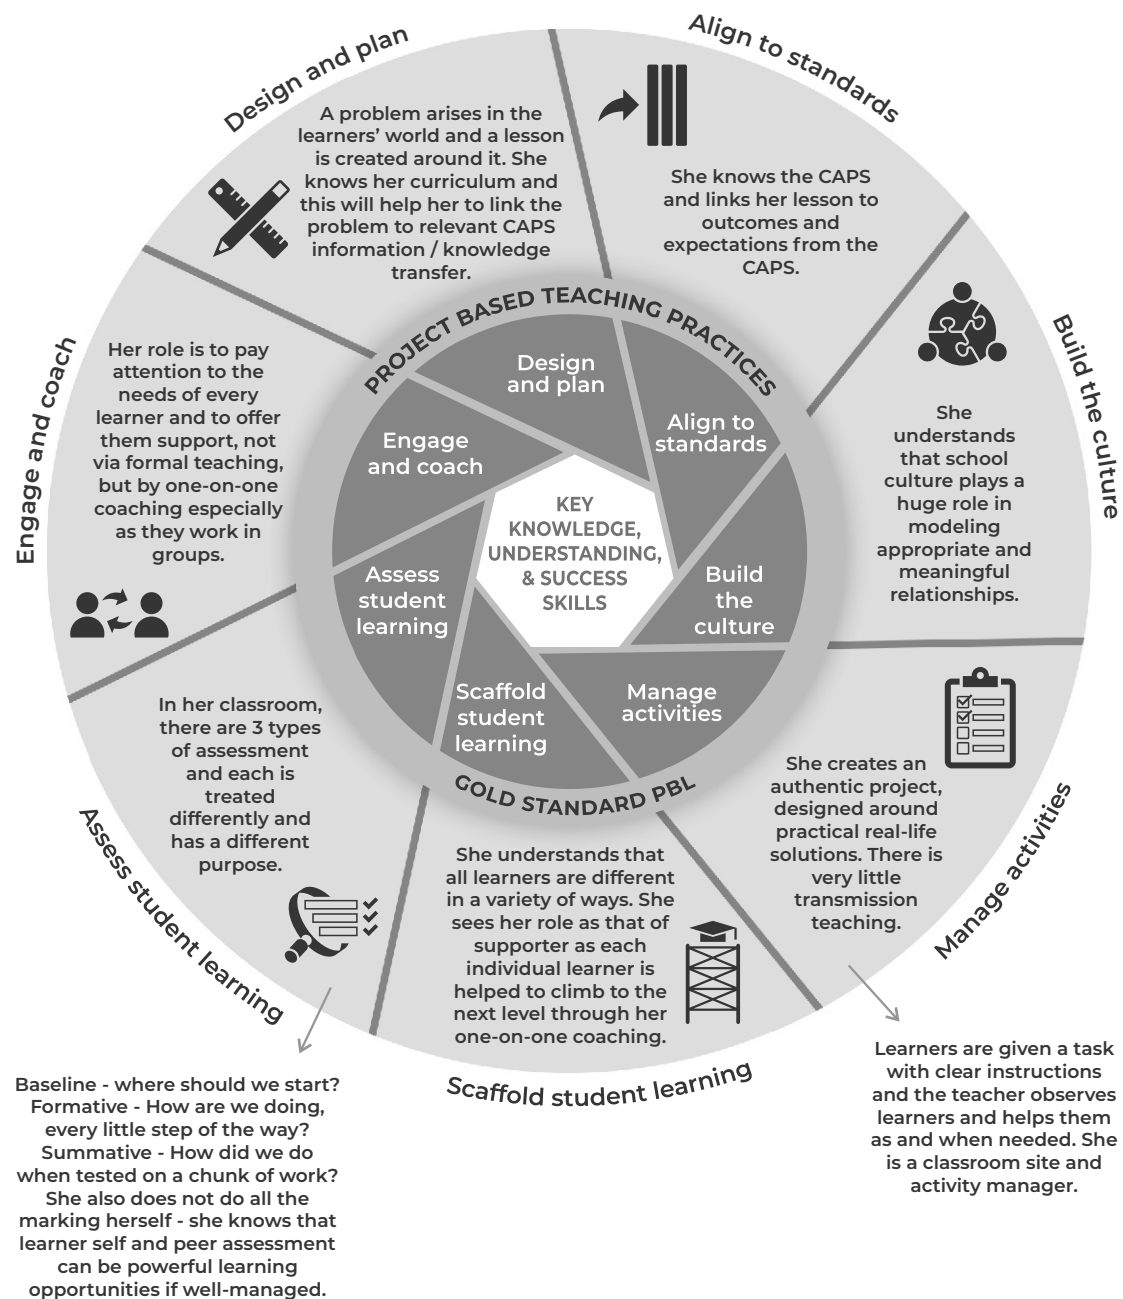 Design and plan
A problem arises in the
learners' world and a lesson
is created around it. She
knows her curriculum and
this will help her to link the
problem to relevant CAPS
information / knowledge
transfer.
Align to standards
She knows the CAPS
and links her lesson to
outcomes and
expectations from the
CAPS.
Build the culture
She
understands
that school
culture plays a
huge role in
modeling
appropriate and
meaningful
relationships.
Manage activities
She creates an
authentic project,
designed around
practical real-life
solutions. There is
very little
transmission
teaching.
Learners are given a task
with clear instructions
and the teacher observes
learners and helps them
as and when needed. She
is a classroom site and
activity manager.
Scaffold student learning
She understands that
all learners are different
in a variety of ways. She
sees her role as that of
supporter as each
individual learner is
helped to climb to the
next level through her
one-on-one coaching.
Assess student learning
In her classroom,
there are 3 types
of assessment
and each is
treated
differently and
has a different
purpose.
Baseline - where should we start?
Formative - How are we doing,
every little step of the way?
Summative - How did we do
when tested on a chunk of work?
She also does not do all the
marking herself - she knows that
learner self and peer assessment
can be powerful learning
opportunities if well-managed.
Engage and coach
Her role is to pay
attention to the
needs of every
learner and to offer
them support, not
via formal teaching,
but by one-on-one
coaching especially
as they work in
groups.
PROJECT BASED TEACHING PRACTICES
Design
and plan
Align to
standards
Build
the
culture
Manage
activities
Scaffold
student
learning
Assess
student
learning
Engage
and coach
KEY
KNOWLEDGE,
UNDERSTANDING,
& SUCCESS
SKILLS
GOLD STANDARD PBL